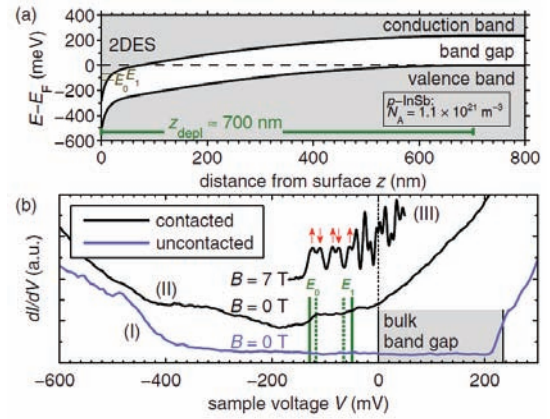 (a)
400
200
0
−200
−400
−600
E−E_F (meV)
2DES
conduction band
band gap
valence band
E_0 E_1
p-InSb:
N_A = 1.1 × 10^21 m^−3
z_depl = 700 nm
0 100 200 300 400 500 600 700 800
distance from surface z (nm)
(b)
contacted
uncontacted
(III)
(II)
(I)
B = 7 T
E_0 E_1
B = 0 T
B = 0 T
bulk
band gap
dI/dV (a.u.)
−600 −400 −200 0 200
sample voltage V (mV)